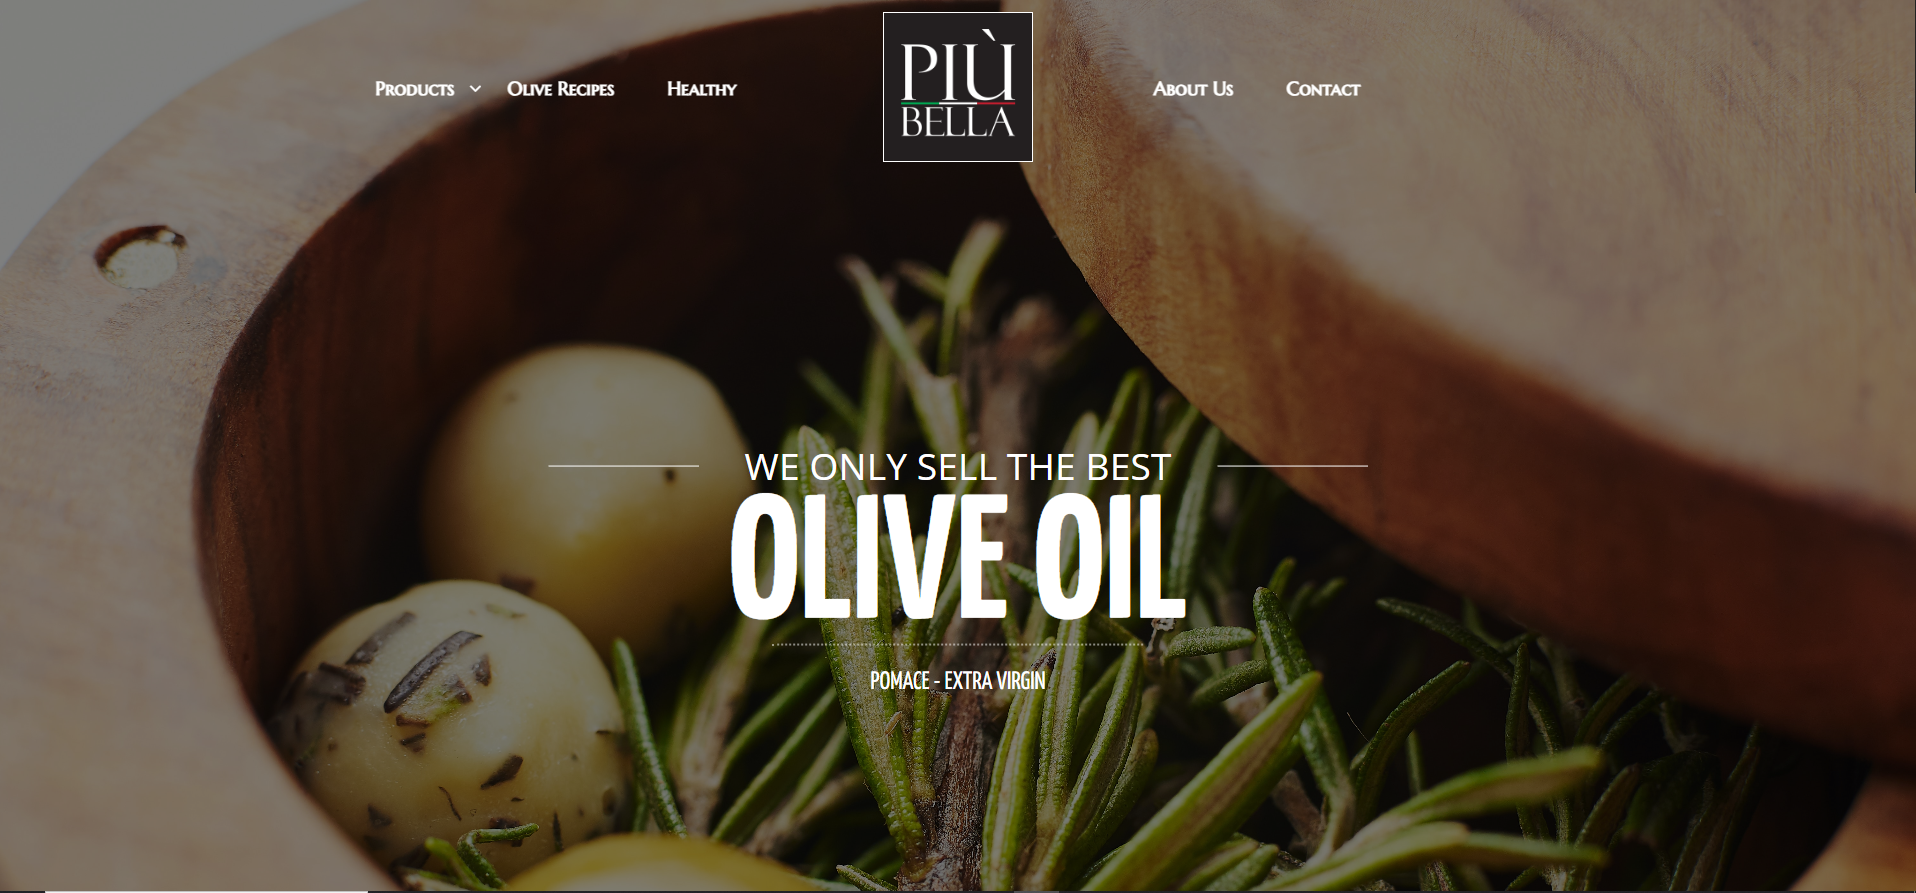 Products
Olive Recipes
Healthy
PIÙ
BELLA
About Us
Contact
WE ONLY SELL THE BEST
OLIVE OIL
POMACE - EXTRA VIRGIN